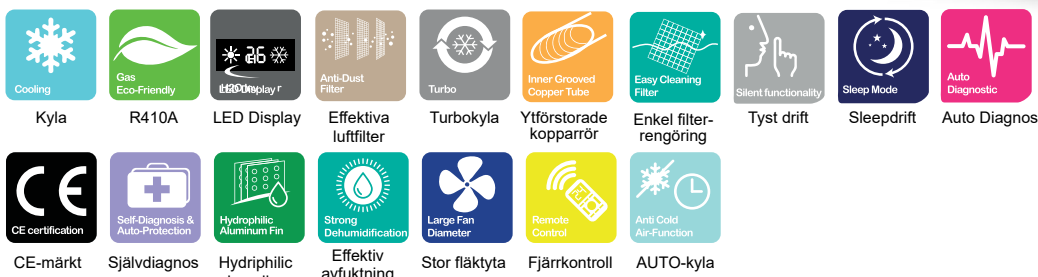 Cooling
Gas
Eco-Friendly
26
Display
Anti-Dust
Filter
Turbo
Inner Grooved
Copper Tube
Easy Cleaning
Filter
Silent functionality
Sleep Mode
Auto
Diagnostic
Kyla
R410A
LED Display
Effektiva
luftfilter
Turbokyla
Ytförstorade
kopparrör
Enkel filter-
rengöring
Tyst drift
Sleepdrift
Auto Diagnos
CE
CE certification
Self-Diagnosis &
Auto-Protection
Hydrophilic
Aluminum Fin
Strong
Dehumidification
Large Fan
Diameter
Remote
Control
Anti Cold
Air-Function
CE-märkt
Självdiagnos
Hydriphilic
Effektiv
avfuktning
Stor fläktyta
Fjärrkontroll
AUTO-kyla